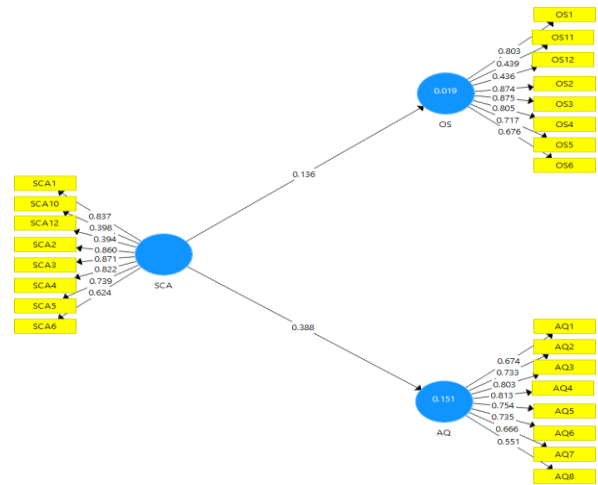 OS1
OS11
OS12
OS2
OS3
OS4
OS5
OS6
0.803
0.439
0.436
0.874
0.875
0.805
0.717
0.676
0.019
OS
0.136
SCA1
SCA10
SCA12
SCA2
SCA3
SCA4
SCA5
SCA6
0.837
0.398
0.394
0.860
0.871
0.822
0.739
0.624
SCA
0.388
AQ1
AQ2
AQ3
AQ4
AQ5
AQ6
AQ7
AQ8
0.674
0.733
0.803
0.813
0.754
0.735
0.666
0.551
0.151
AQ